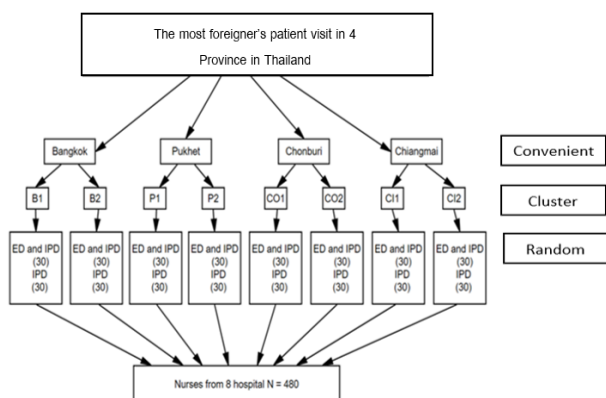 The most foreigner's patient visit in 4
Province in Thailand
Bangkok
Pukhet
Chonburi
Chiangmai
Convenient
B1
B2
P1
P2
CO1
CO2
CI1
CI2
Cluster
ED and IPD
(30)
IPD
(30)
ED and IPD
(30)
IPD
(30)
ED and IPD
(30)
IPD
(30)
ED and IPD
(30)
IPD
(30)
ED and IPD
(30)
IPD
(30)
ED and IPD
(30)
IPD
(30)
ED and IPD
(30)
IPD
(30)
ED and IPD
(30)
IPD
(30)
Random
Nurses from 8 hospital N = 480